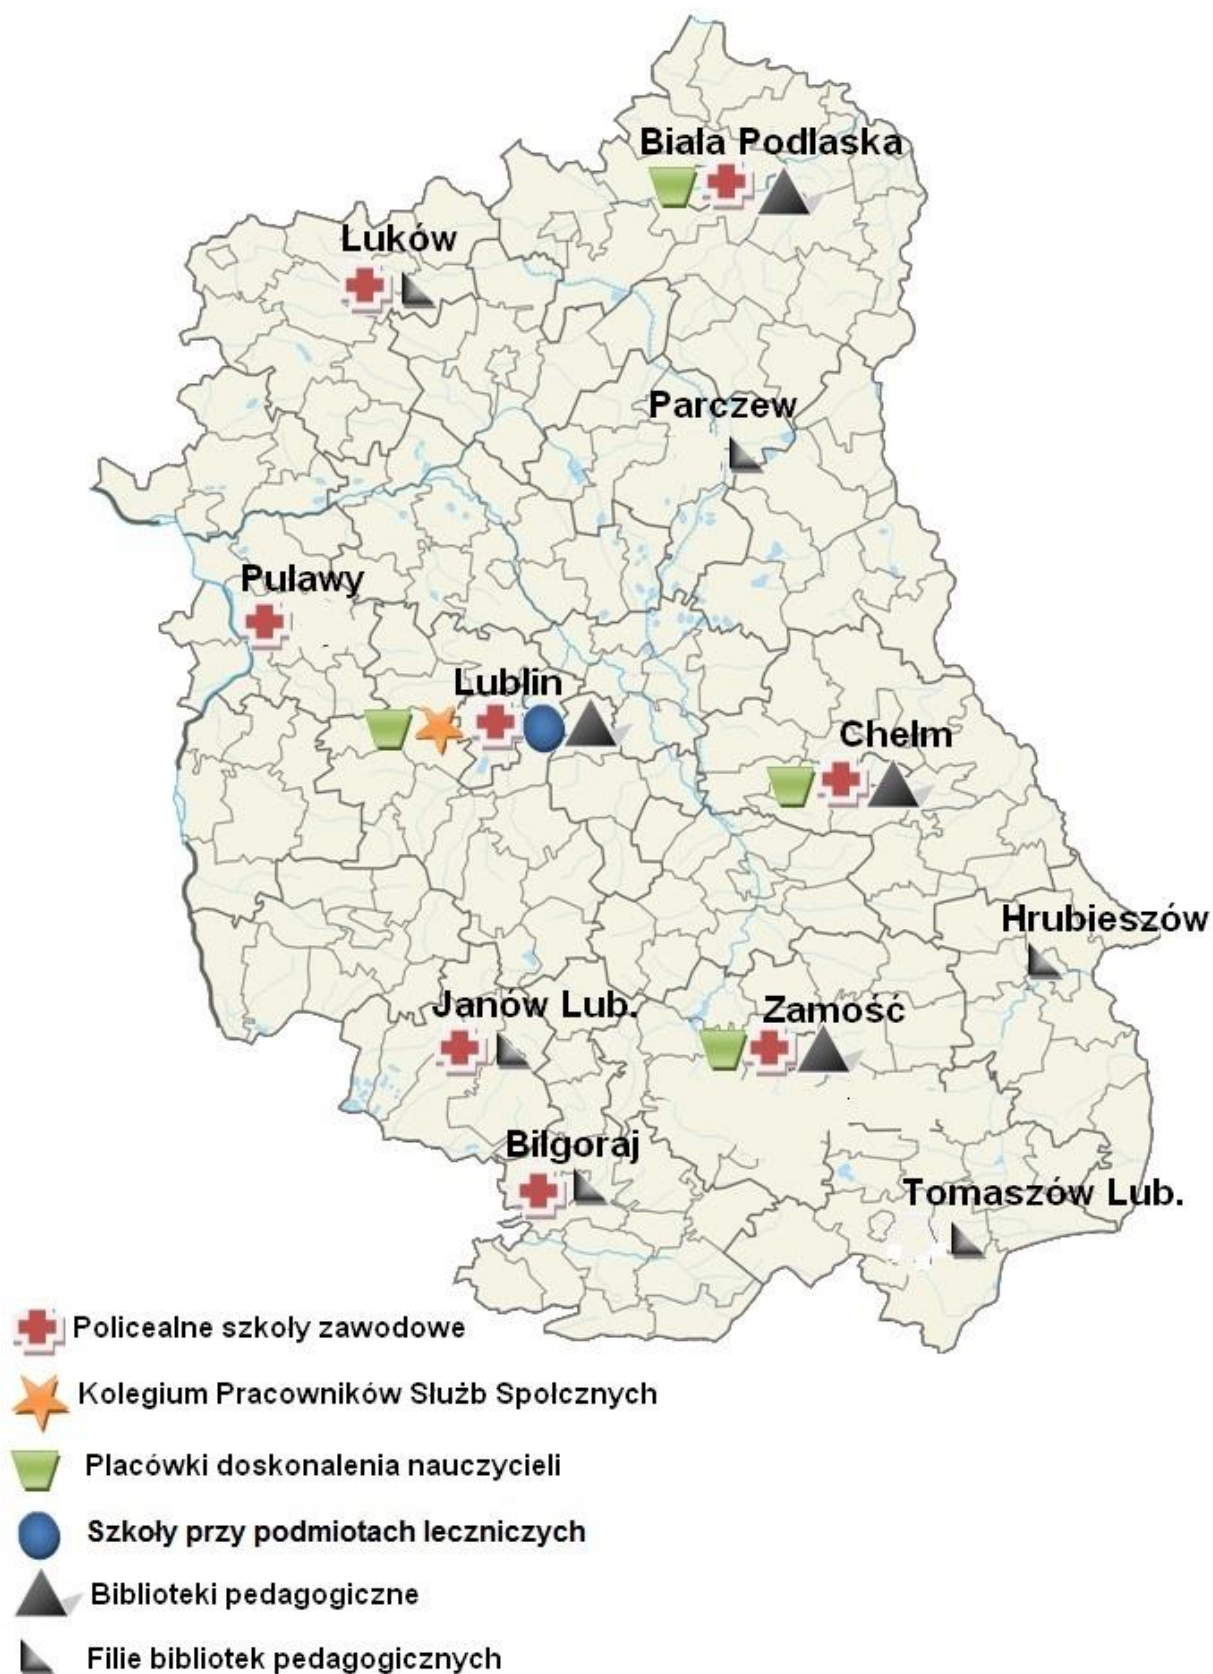 Biała Podlaska
Łuków
Parczew
Puławy
Lublin
Chełm
Hrubieszów
Janów Lub.
Zamość
Biłgoraj
Tomaszów Lub.
Policealne szkoły zawodowe
Kolegium Pracowników Służb Społcznych
Placówki doskonalenia nauczycieli
Szkoły przy podmiotach leczniczych
Biblioteki pedagogiczne
Filie bibliotek pedagogicznych